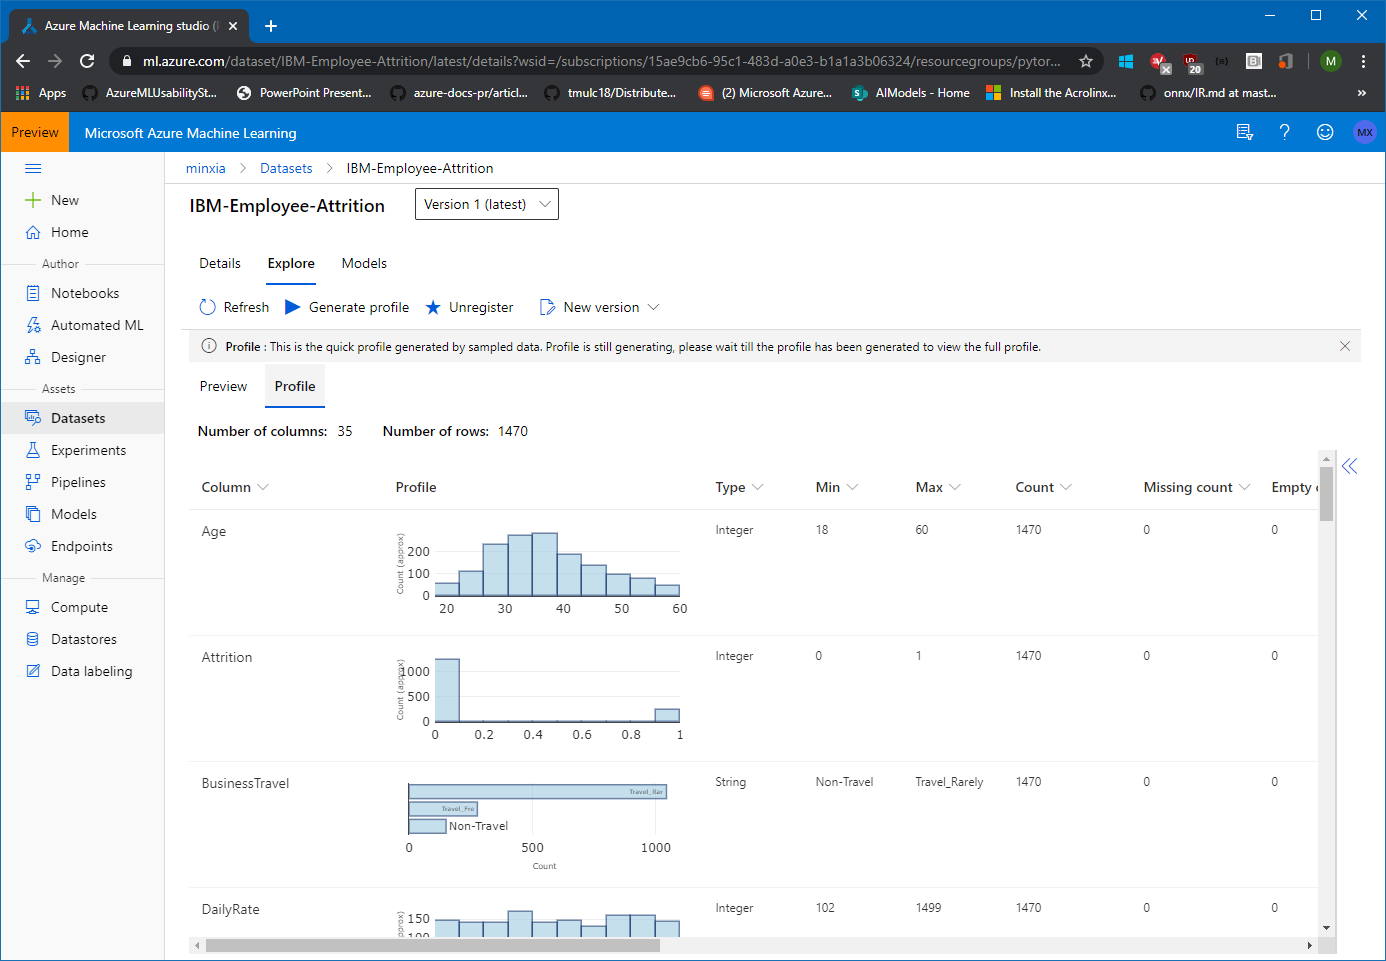 Azure Machine Learning studio (
ml.azure.com/dataset/IBM-Employee-Attrition/latest/details?wsid=/subscriptions/15ae9cb6-95c1-483d-a0e3-b1a1a3b06324/resourcegroups/pytor...
20
M
Apps
AzureMLUsabilitySt...
PowerPoint Present...
azure-docs-pr/articl...
tmulc18/Distribute...
(2) Microsoft Azure...
AIModels - Home
Install the Acrolinx...
onnx/IR.md at mast...
»
Preview
Microsoft Azure Machine Learning
?
MX
minxia > Datasets > IBM-Employee-Attrition
New
Home
Author
Notebooks
Automated ML
Designer
Assets
Datasets
Experiments
Pipelines
Models
Endpoints
Manage
Compute
Datastores
Data labeling
IBM-Employee-Attrition
Version 1 (latest)
Details Explore Models
Refresh Generate profile Unregister New version
Profile : This is the quick profile generated by sampled data. Profile is still generating, please wait till the profile has been generated to view the full profile.
Preview Profile
Number of columns: 35 Number of rows: 1470
Column Profile Type Min Max Count Missing count Empty
Age Integer 18 60 1470 0 0
Count (approx)
200
100
0
20 30 40 50 60
Attrition Integer 0 1 1470 0 0
Count (approx)
1000
500
0
0 0.2 0.4 0.6 0.8 1
BusinessTravel String Non-Travel Travel_Rarely 1470 0 0
Travel_Rar
Travel_Fre
Non-Travel
0 500 1000
Count
DailyRate Integer 102 1499 1470 0 0
150
100